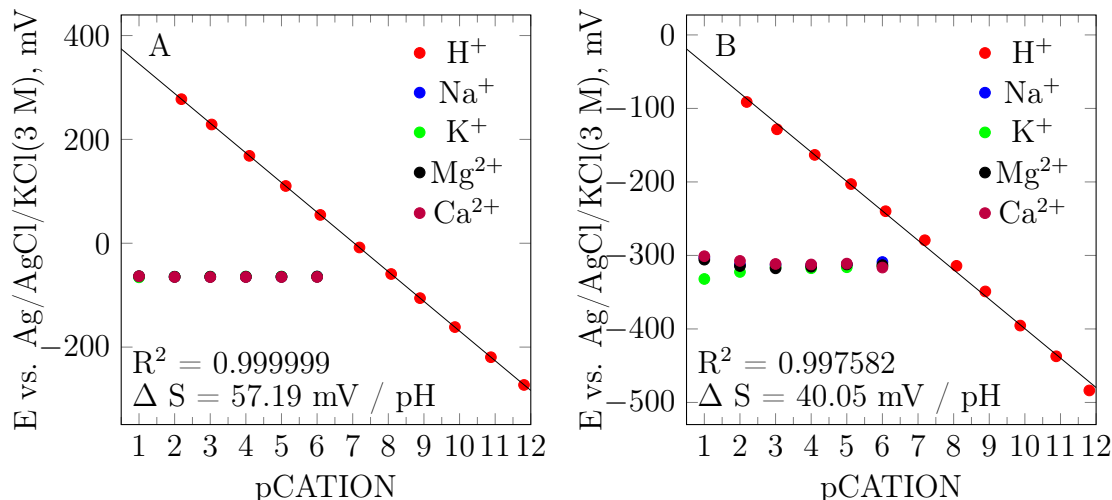 E vs. Ag/AgCl/KCl(3 M), mV
400
200
0
−200
A
H⁺
Na⁺
K⁺
Mg²⁺
Ca²⁺
R² = 0.999999
Δ S = 57.19 mV / pH
1 2 3 4 5 6 7 8 9 10 11 12
pCATION
E vs. Ag/AgCl/KCl(3 M), mV
0
−100
−200
−300
−400
−500
B
H⁺
Na⁺
K⁺
Mg²⁺
Ca²⁺
R² = 0.997582
Δ S = 40.05 mV / pH
1 2 3 4 5 6 7 8 9 10 11 12
pCATION